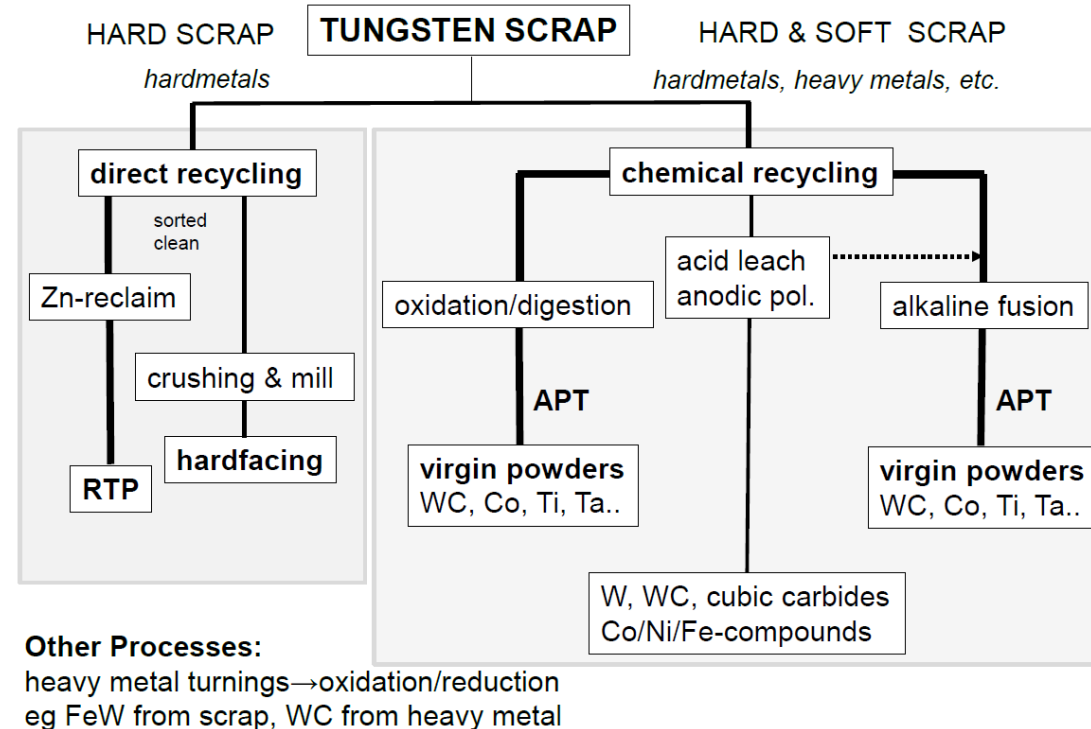 HARD SCRAP
TUNGSTEN SCRAP
HARD & SOFT SCRAP
hardmetals
hardmetals, heavy metals, etc.
direct recycling
sorted
clean
Zn-reclaim
crushing & mill
hardfacing
RTP
chemical recycling
oxidation/digestion
acid leach
anodic pol.
alkaline fusion
APT
APT
virgin powders
WC, Co, Ti, Ta..
virgin powders
WC, Co, Ti, Ta..
W, WC, cubic carbides
Co/Ni/Fe-compounds
Other Processes:
heavy metal turnings→oxidation/reduction
eg FeW from scrap, WC from heavy metal